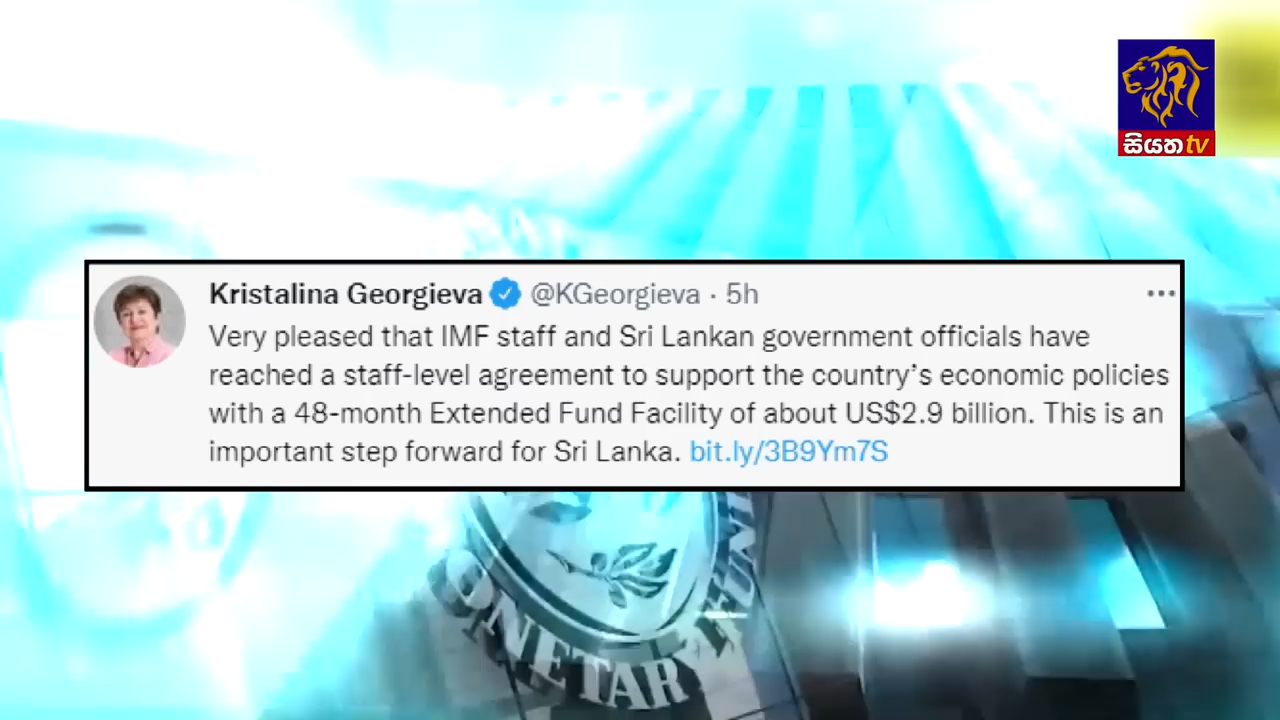 සියත tv
Kristalina Georgieva @KGeorgieva · 5h
Very pleased that IMF staff and Sri Lankan government officials have
reached a staff-level agreement to support the country’s economic policies
with a 48-month Extended Fund Facility of about US$2.9 billion. This is an
important step forward for Sri Lanka. bit.ly/3B9Ym7S
ONETARY FUN